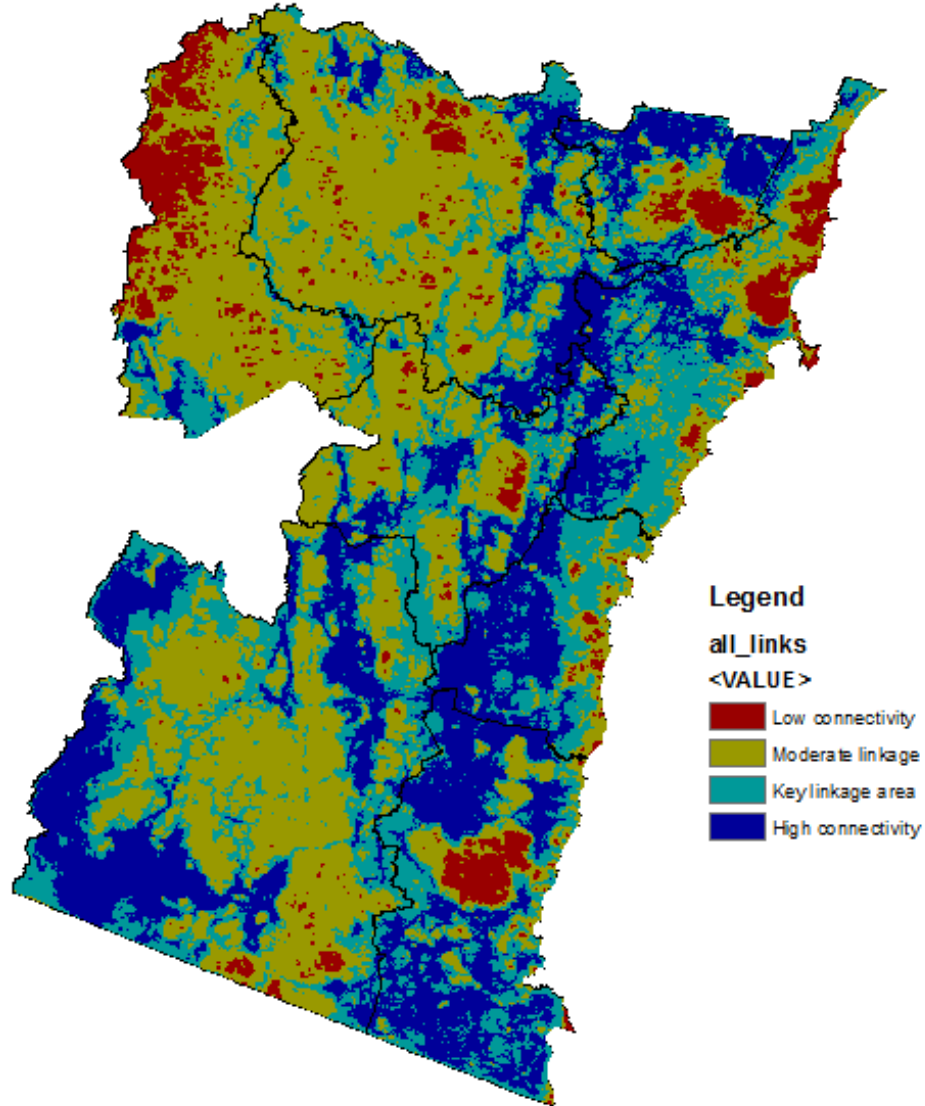 Legend
all_links
<VALUE>
Low connectivity
Moderate linkage
Key linkage area
High connectivity